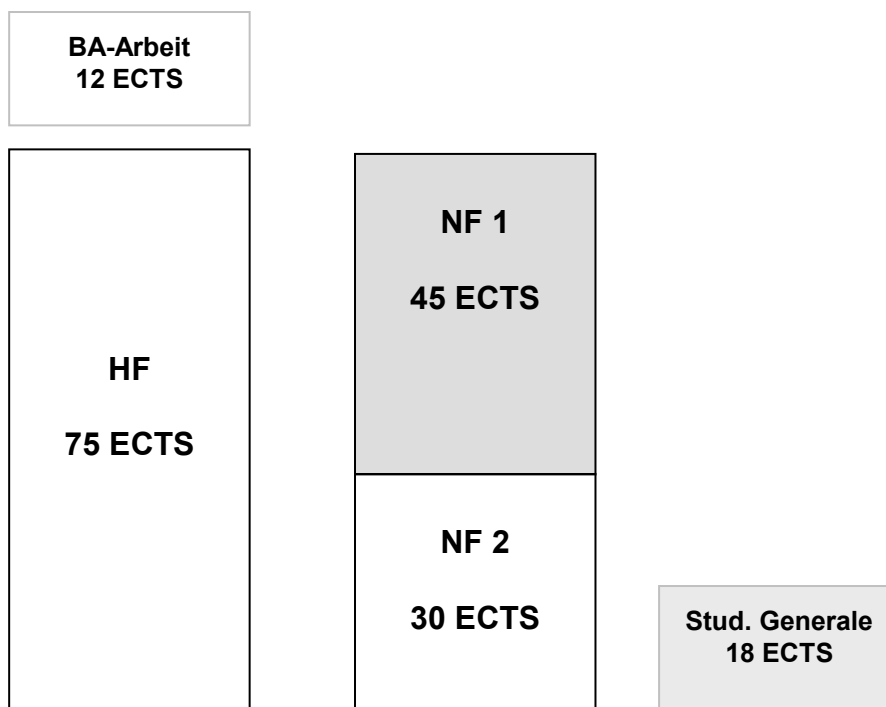 BA-Arbeit
12 ECTS
HF
75 ECTS
NF 1
45 ECTS
NF 2
30 ECTS
Stud. Generale
18 ECTS